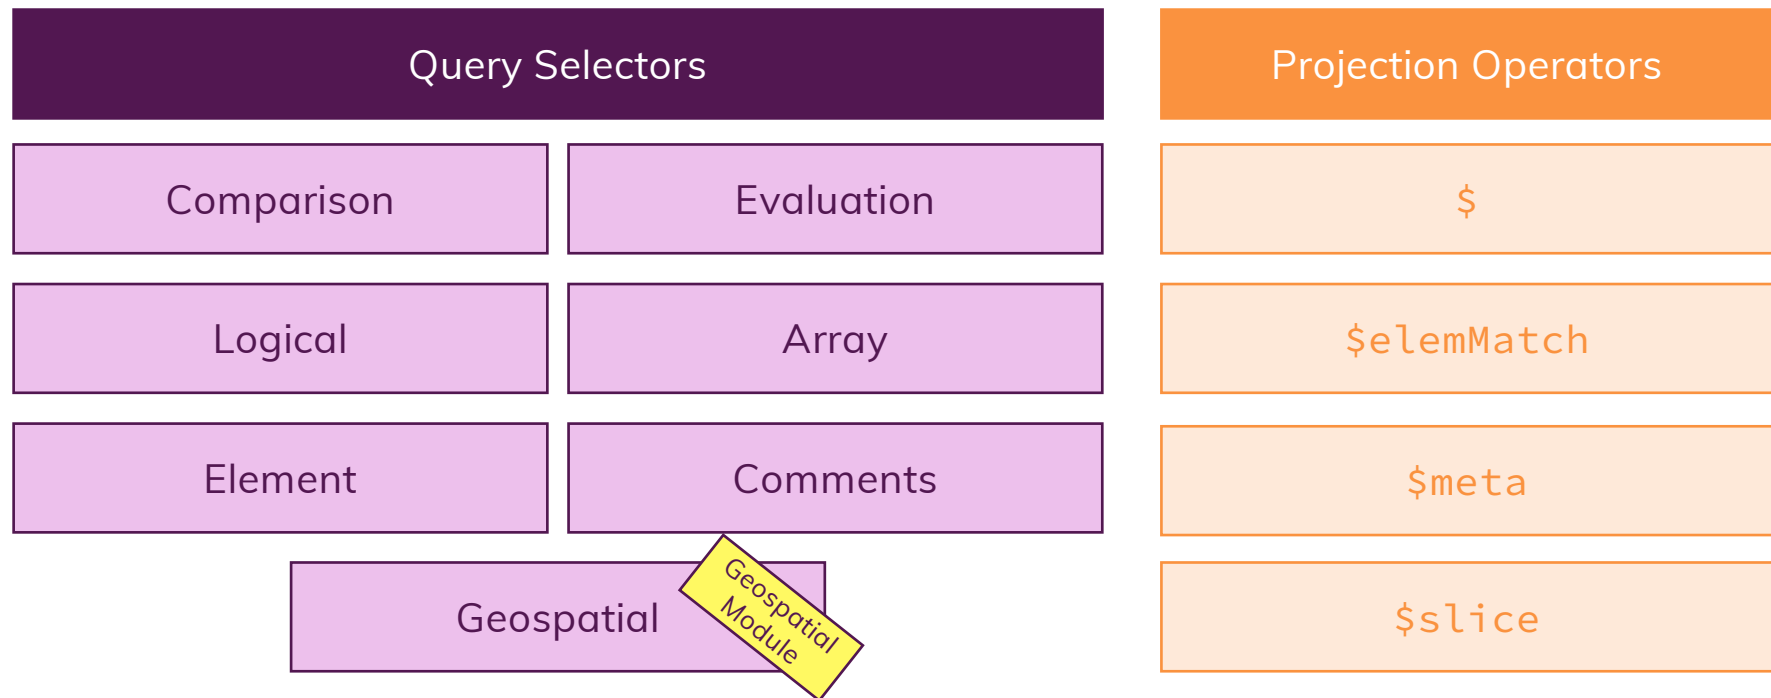 Query Selectors
Projection Operators
Comparison
Evaluation
$
Logical
Array
$elemMatch
Element
Comments
$meta
Geospatial
Geospatial
Module
$slice